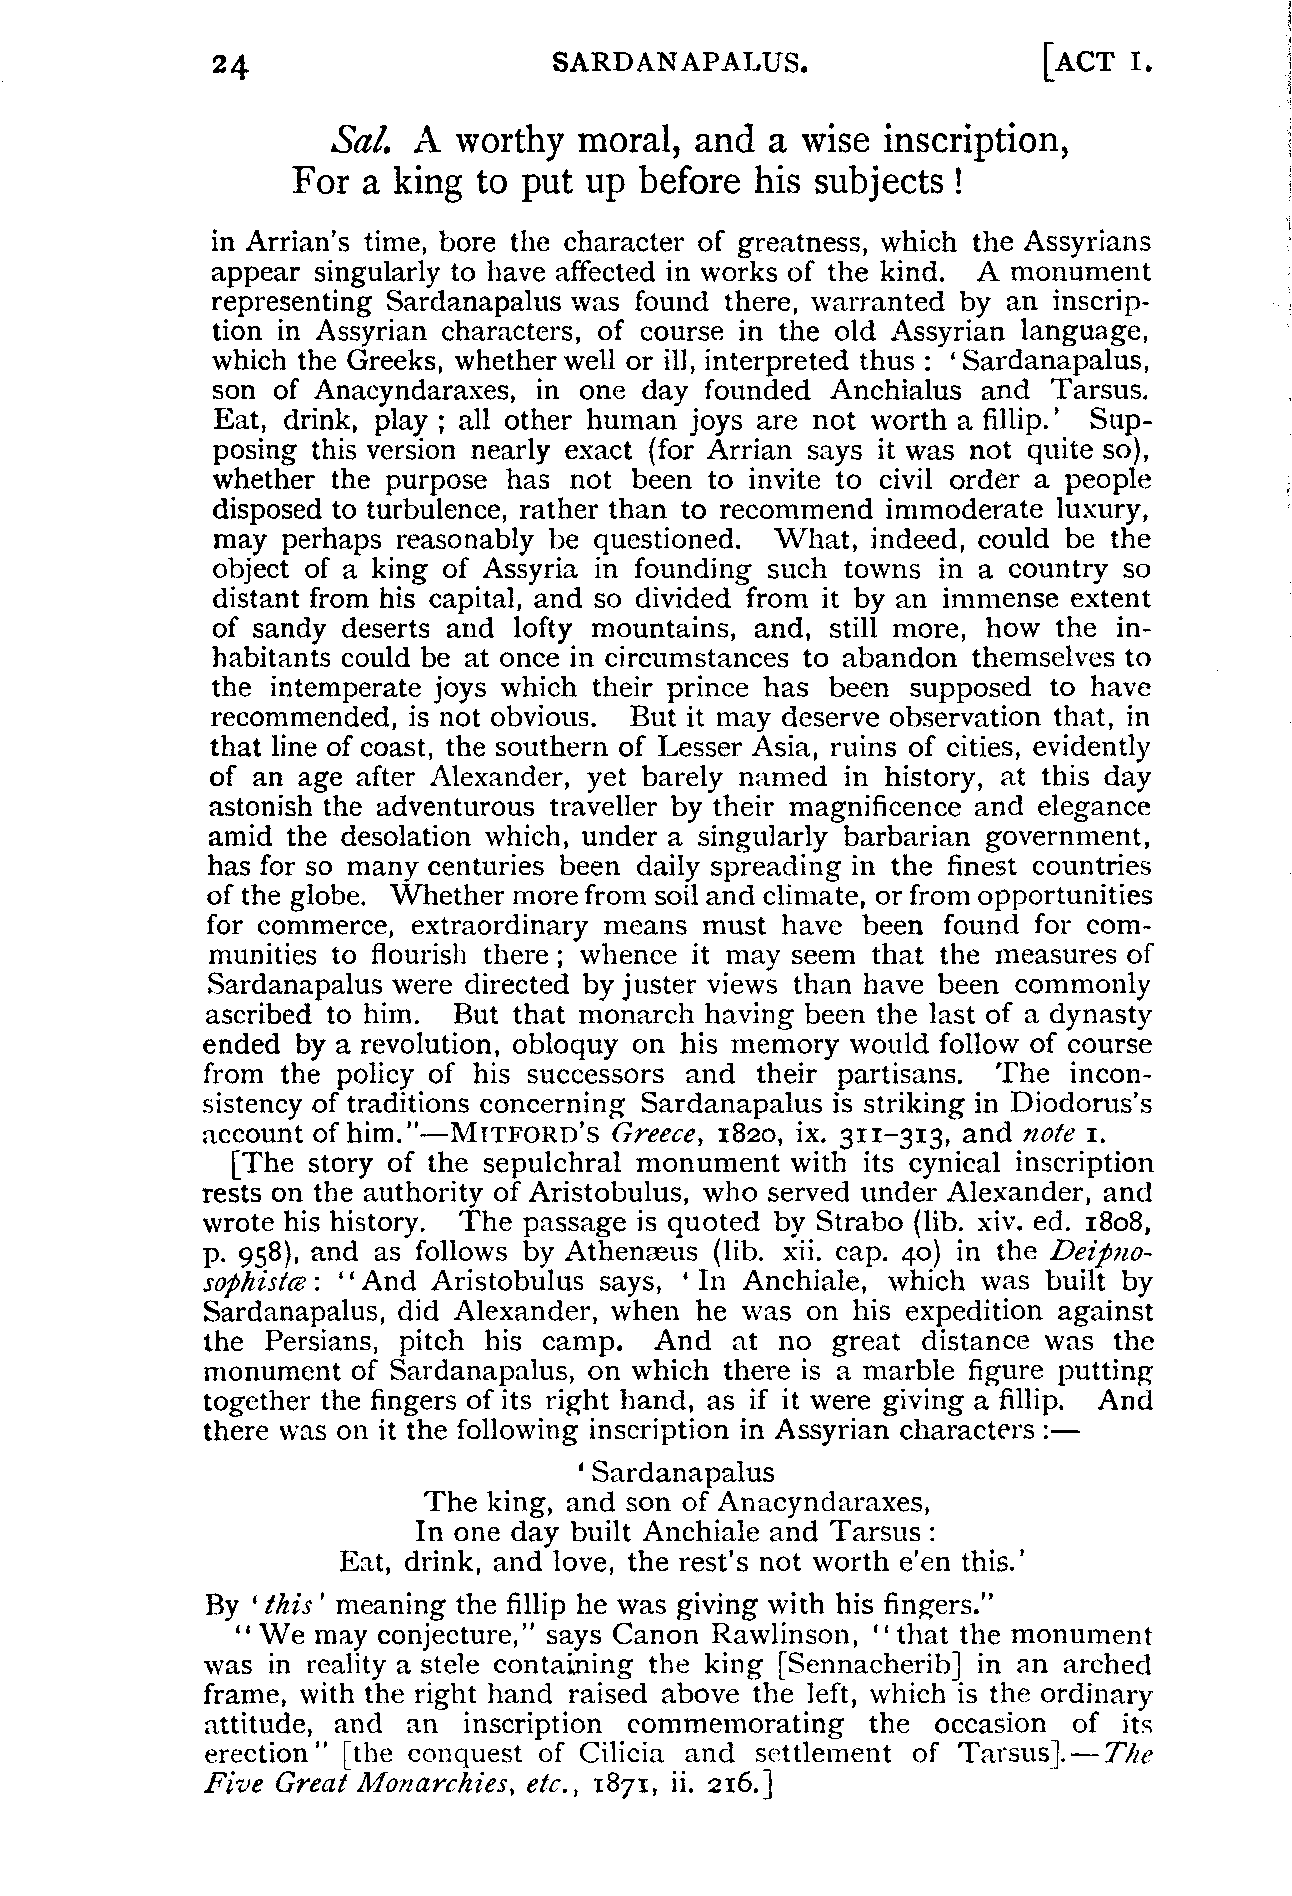 24 SARDANAPALUS. [ACT I.
Sal. A worthy moral, and a wise inscription,
For a king to put up before his subjects !
in Arrian's time, bore the character of greatness, which the Assyrians
appear singularly to have affected in works of the kind. A monument
representing Sardanapalus was found there, warranted by an inscrip-
tion in Assyrian characters, of course in the old Assyrian language,
which the Greeks, whether well or ill, interpreted thus : 'Sardanapalus,
son of Anacyndaraxes, in one day founded Anchialus and Tarsus.
Eat, drink, play ; all other human joys are not worth a fillip.' Sup-
posing this version nearly exact (for Arrian says it was not quite so),
whether the purpose has not been to invite to civil order a people
disposed to turbulence, rather than to recommend immoderate luxury,
may perhaps reasonably be questioned. What, indeed, could be the
object of a king of Assyria in founding such towns in a country so
distant from his capital, and so divided from it by an immense extent
of sandy deserts and lofty mountains, and, still more, how the in-
habitants could be at once in circumstances to abandon themselves to
the intemperate joys which their prince has been supposed to have
recommended, is not obvious. But it may deserve observation that, in
that line of coast, the southern of Lesser Asia, ruins of cities, evidently
of an age after Alexander, yet barely named in history, at this day
astonish the adventurous traveller by their magnificence and elegance
amid the desolation which, under a singularly barbarian government,
has for so many centuries been daily spreading in the finest countries
of the globe. Whether more from soil and climate, or from opportunities
for commerce, extraordinary means must have been found for com-
munities to flourish there ; whence it may seem that the measures of
Sardanapalus were directed by juster views than have been commonly
ascribed to him. But that monarch having been the last of a dynasty
ended by a revolution, obloquy on his memory would follow of course
from the policy of his successors and their partisans. The incon-
sistency of traditions concerning Sardanapalus is striking in Diodorus's
account of him."—MITFORD'S Greece, 1820, ix. 311-313, and note 1.
[The story of the sepulchral monument with its cynical inscription
rests on the authority of Aristobulus, who served under Alexander, and
wrote his history. The passage is quoted by Strabo (lib. xiv. ed. 1808,
p. 958), and as follows by Athenæus (lib. xii. cap. 40) in the Deipno-
sophistæ: "And Aristobulus says, 'In Anchiale, which was built by
Sardanapalus, did Alexander, when he was on his expedition against
the Persians, pitch his camp. And at no great distance was the
monument of Sardanapalus, on which there is a marble figure putting
together the fingers of its right hand, as if it were giving a fillip. And
there was on it the following inscription in Assyrian characters :—
'Sardanapalus
The king, and son of Anacyndaraxes,
In one day built Anchiale and Tarsus :
Eat, drink, and love, the rest's not worth e'en this.'
By 'this' meaning the fillip he was giving with his fingers."
"We may conjecture," says Canon Rawlinson, "that the monument
was in reality a stele containing the king [Sennacherib] in an arched
frame, with the right hand raised above the left, which is the ordinary
attitude, and an inscription commemorating the occasion of its
erection" [the conquest of Cilicia and settlement of Tarsus].—The
Five Great Monarchies, etc., 1871, ii. 216.]